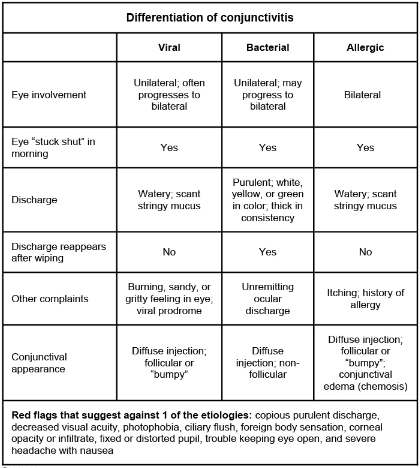 Differentiation of conjunctivitis
Viral
Bacterial
Allergic
Eye involvement
Unilateral; often
progresses to
bilateral
Unilateral; may
progress to
bilateral
Bilateral
Eye “stuck shut” in
morning
Yes
Yes
Yes
Discharge
Watery; scant
stringy mucus
Purulent; white,
yellow, or green
in color; thick in
consistency
Watery; scant
stringy mucus
Discharge reappears
after wiping
No
Yes
No
Other complaints
Burning, sandy, or
gritty feeling in eye;
viral prodrome
Unremitting
ocular
discharge
Itching; history of
allergy
Conjunctival
appearance
Diffuse injection;
follicular or
“bumpy”
Diffuse
injection; non-
follicular
Diffuse injection;
follicular or
“bumpy”;
conjunctival
edema (chemosis)
Red flags that suggest against 1 of the etiologies: copious purulent discharge,
decreased visual acuity, photophobia, ciliary flush, foreign body sensation, corneal
opacity or infiltrate, fixed or distorted pupil, trouble keeping eye open, and severe
headache with nausea